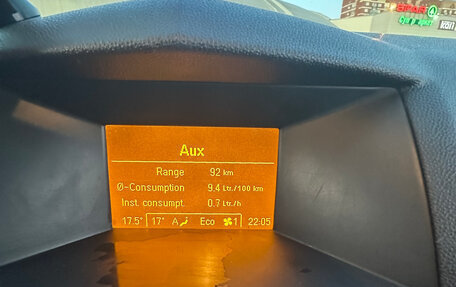 Aux
Range 92 km
Ø-Consumption 9.4 Ltr./100 km
Inst. consumpt. 0.7 Ltr./h
17.5° 17° A Eco 1 22:05